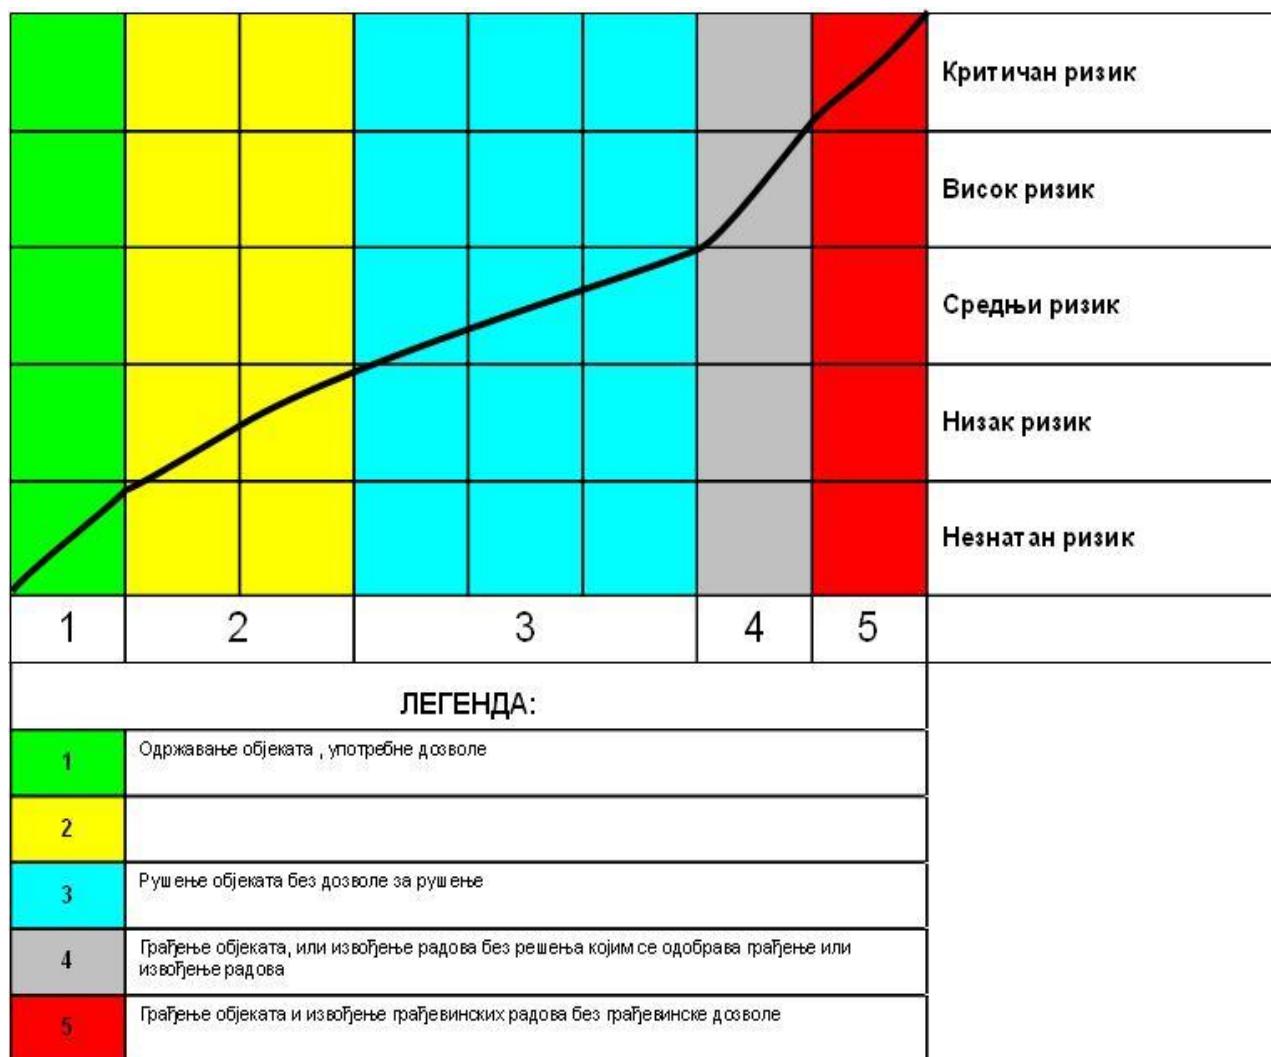 Критичан ризик
Висок ризик
Средњи ризик
Низак ризик
Незнатан ризик
1 2 3 4 5
ЛЕГЕНДА:
1 Одржавање објеката , употребне дозволе
2
3 Рушење објеката без дозволе за рушење
4 Грађење објеката, или извођење радова без решења којим се одобрава грађење или
извођење радова
5 Грађење објеката и извођење грађевинских радова без грађевинске дозволе